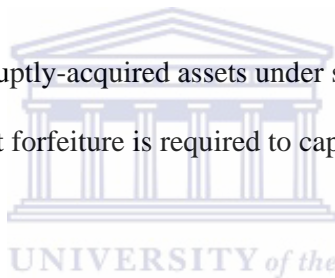 uptly-acquired assets under s
t forfeiture is required to cap
UNIVERSITY of the